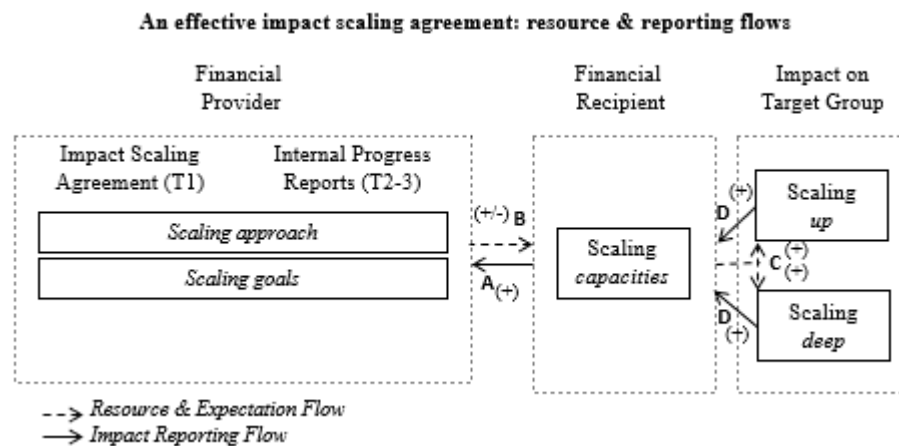 An effective impact scaling agreement: resource & reporting flows
Financial
Provider
Financial
Recipient
Impact on
Target Group
Impact Scaling
Agreement (T1)
Internal Progress
Reports (T2-3)
Scaling approach
Scaling goals
(+/-) B
A (+)
Scaling
capacities
D (+)
C (+)
(+)
D (+)
Scaling
up
Scaling
deep
Resource & Expectation Flow
Impact Reporting Flow